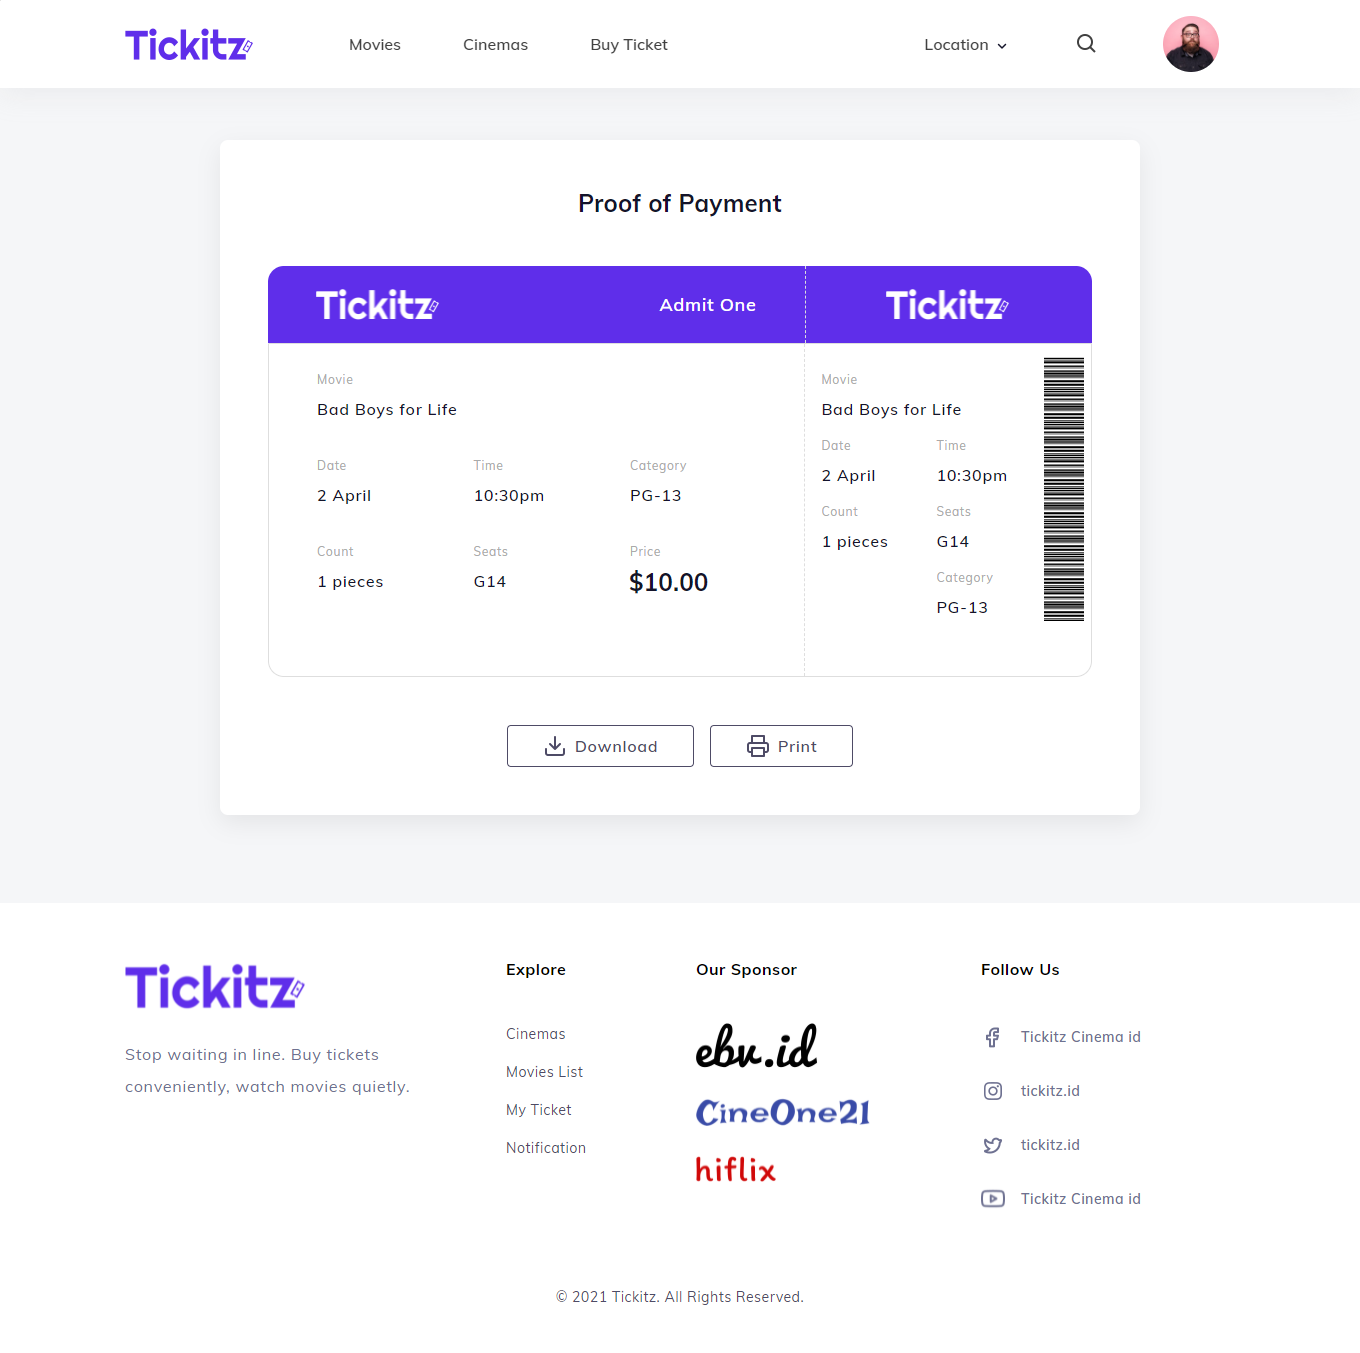 Tickitz
Movies
Cinemas
Buy Ticket
Location
Proof of Payment
Tickitz
Admit One
Tickitz
Movie
Bad Boys for Life
Date
Time
Category
2 April
10:30pm
PG-13
Count
Seats
Price
1 pieces
G14
$10.00
Movie
Bad Boys for Life
Date
Time
2 April
10:30pm
Count
Seats
1 pieces
G14
Category
PG-13
Download
Print
Tickitz
Stop waiting in line. Buy tickets
conveniently, watch movies quietly.
Explore
Cinemas
Movies List
My Ticket
Notification
Our Sponsor
ebv.id
CineOne21
hiflix
Follow Us
Tickitz Cinema id
tickitz.id
tickitz.id
Tickitz Cinema id
© 2021 Tickitz. All Rights Reserved.